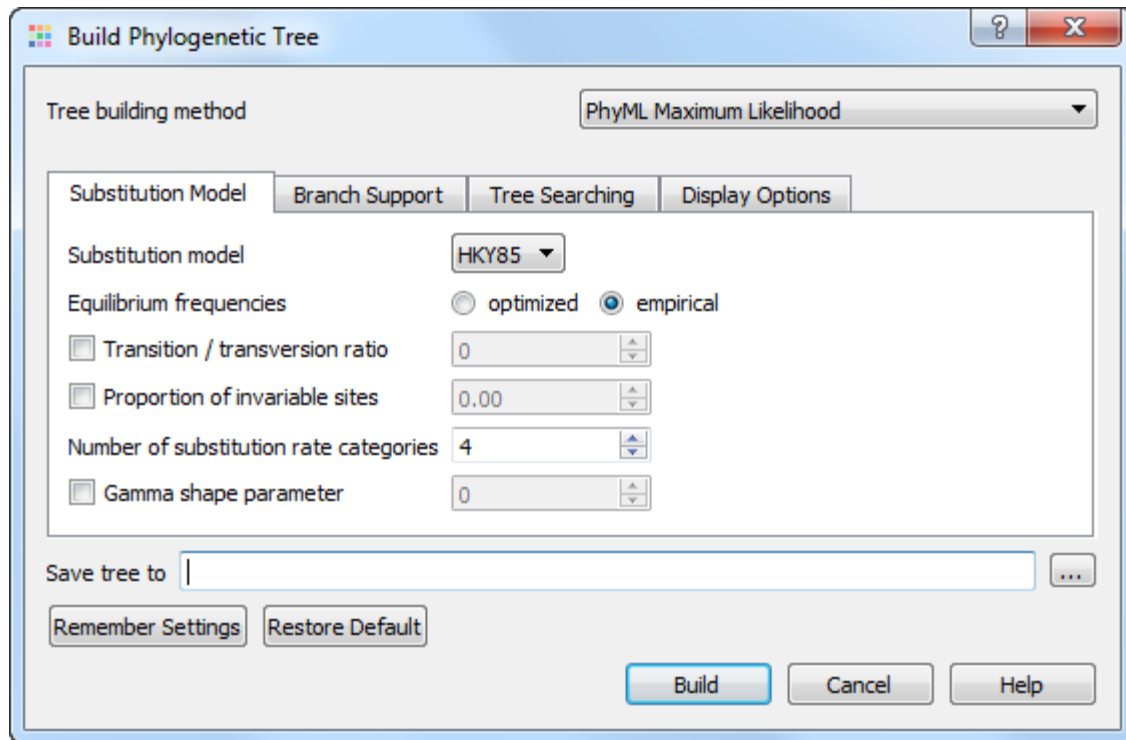 Build Phylogenetic Tree
Tree building method PhyML Maximum Likelihood
Substitution Model Branch Support Tree Searching Display Options
Substitution model HKY85
Equilibrium frequencies optimized empirical
Transition / transversion ratio 0
Proportion of invariable sites 0.00
Number of substitution rate categories 4
Gamma shape parameter 0
Save tree to ...
Remember Settings Restore Default
Build Cancel Help